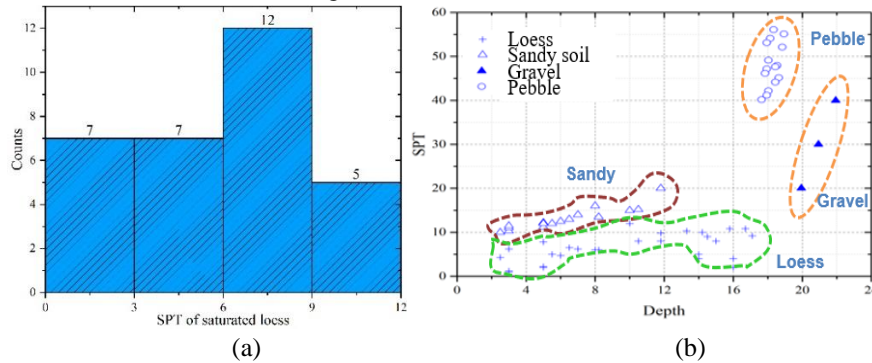 12
7
7
5
12
10
8
6
4
2
0
Counts
0
3
6
9
12
SPT of saturated loess
(a)
60
50
40
30
20
10
0
SPT
Loess
Sandy soil
Gravel
Pebble
Pebble
Gravel
Sandy
Loess
0
4
8
12
16
20
24
Depth
(b)